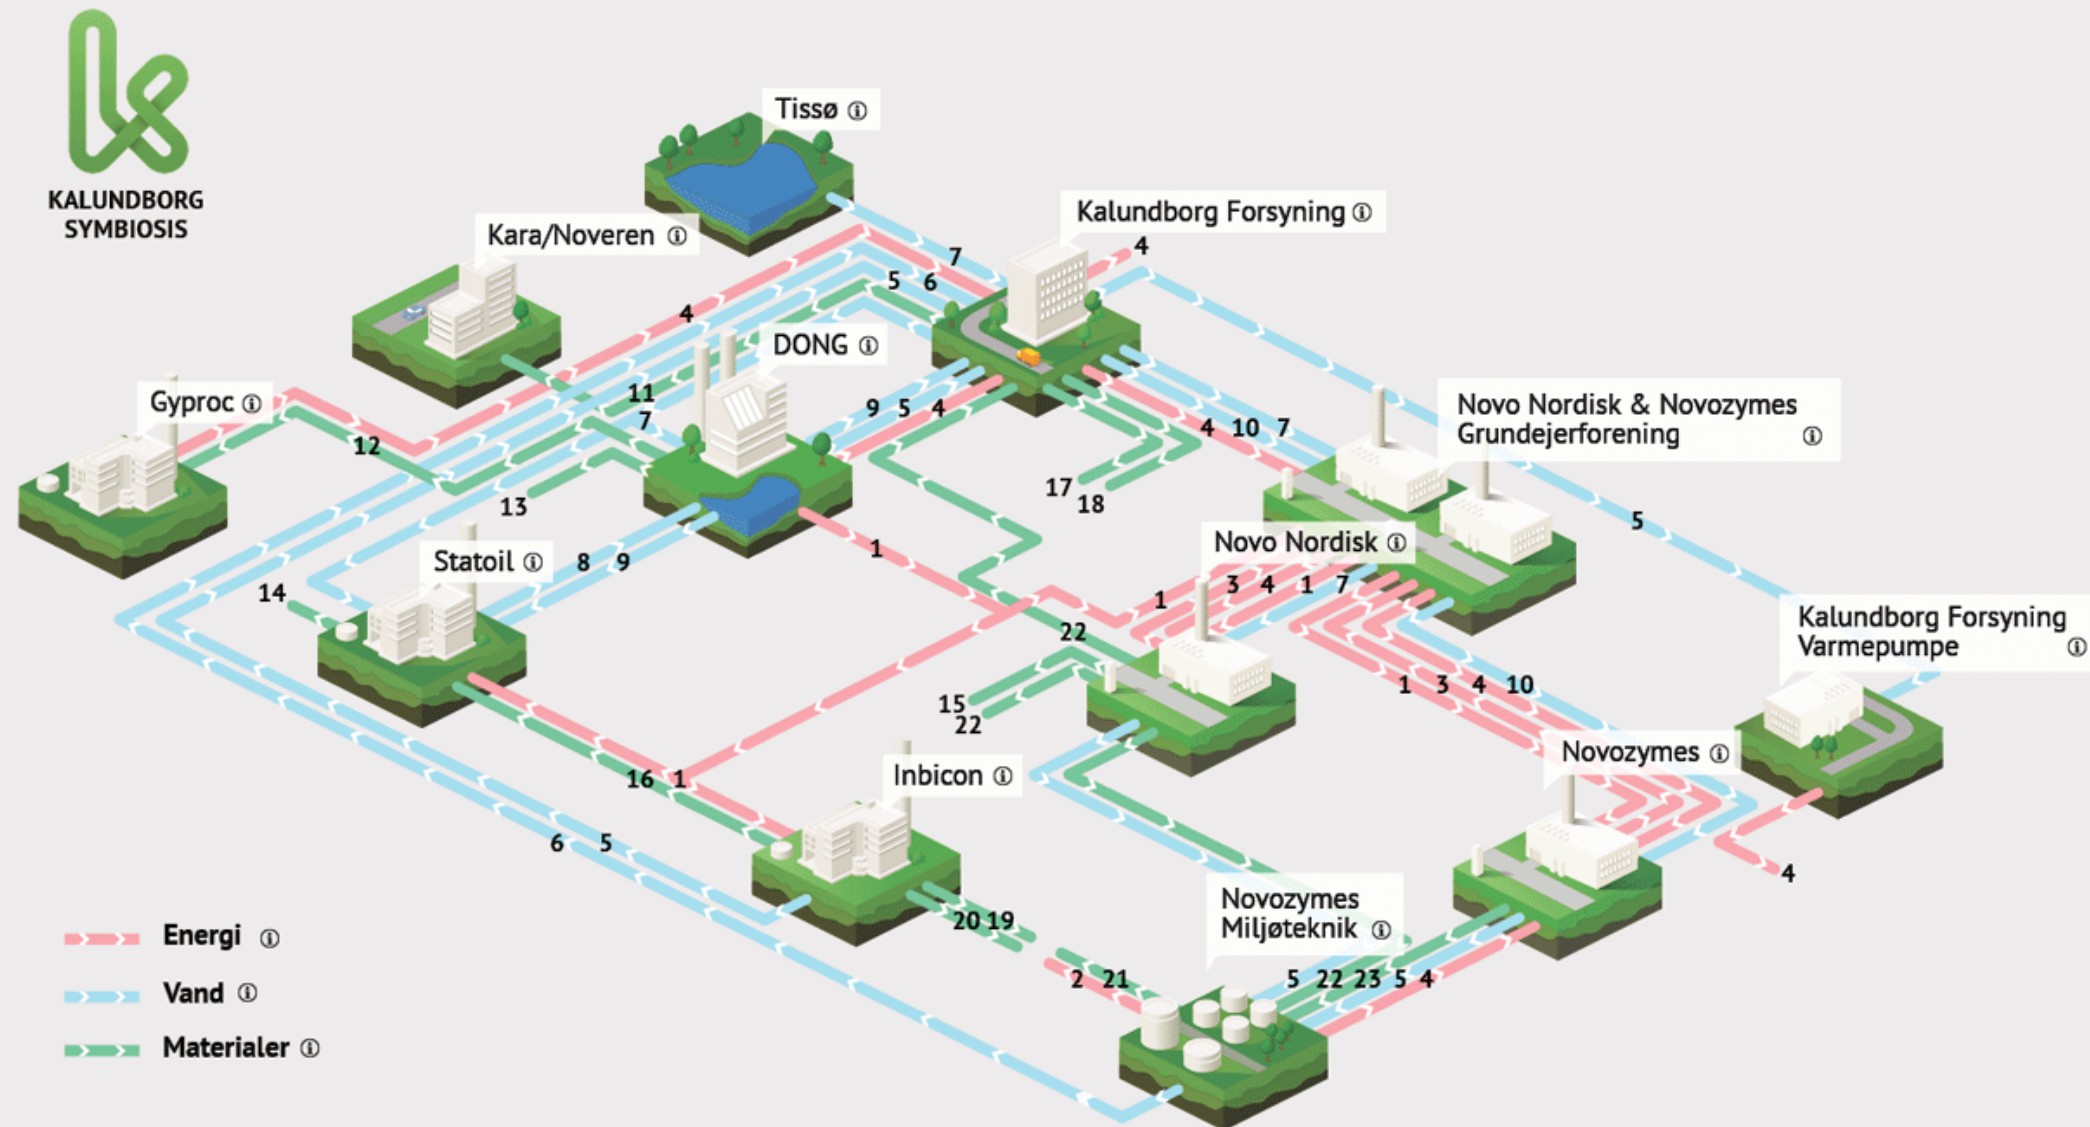 KALUNDBORG
SYMBIOSIS
Tissø
Kalundborg Forsyning
Kara/Noveren
4
7
5 6
4
DONG
Gyproc
11
7
9 5 4
12
4 10 7
Novo Nordisk & Novozymes
Grundejerforening
17
18
13
5
Statoil
8 9
1
Novo Nordisk
14
1
3 4 1 7
22
Kalundborg Forsyning
Varmepumpe
1 3 4 10
15
22
16 1
Inbicon
Novozymes
6 5
4
20 19
Novozymes
Miljøteknik
2 21
5 22 23 5 4
Energi
Vand
Materialer